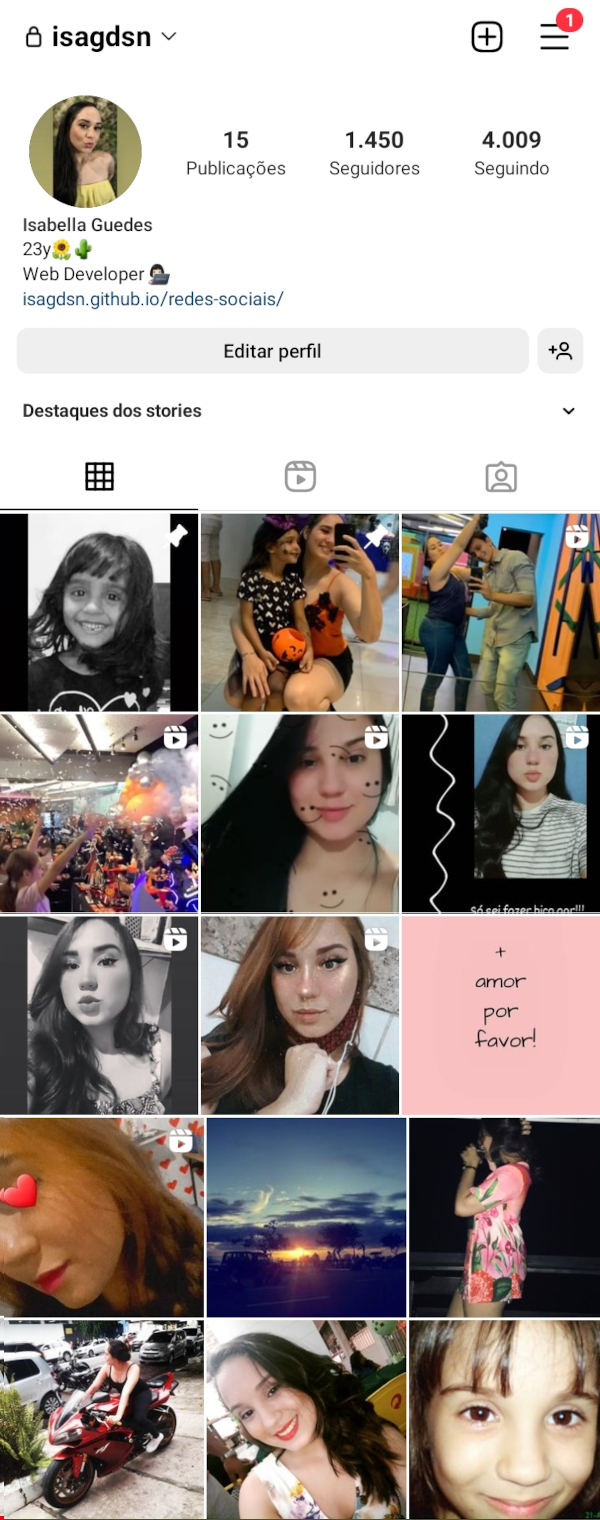 isagdsn
1
15
Publicações
1.450
Seguidores
4.009
Seguindo
Isabella Guedes
23y🌻🌵
Web Developer 👩🏻‍💻
isagdsn.github.io/redes-sociais/
Editar perfil
Destaques dos stories
Só sei fazer bico por!!!
+
amor
por
favor!